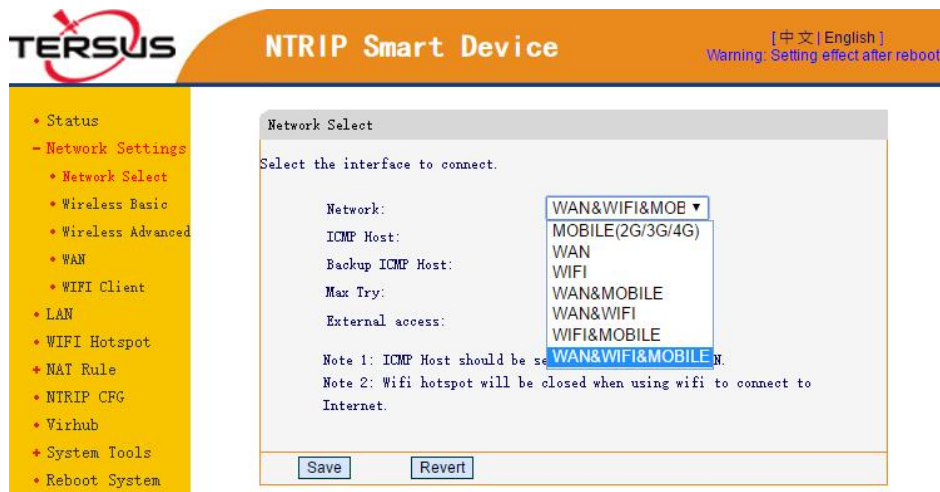 TERSUS
NTRIP Smart Device
[中文|English]
Warning: Setting effect after reboot
Status
Network Settings
Network Select
Wireless Basic
Wireless Advanced
WAN
WIFI Client
LAN
WIFI Hotspot
NAT Rule
NTRIP CFG
Virhub
System Tools
Reboot System
Network Select
Select the interface to connect.
Network: WAN&WIFI&MOB
ICMP Host:
Backup ICMP Host:
Max Try:
External access:
MOBILE(2G/3G/4G)
WAN
WIFI
WAN&MOBILE
WAN&WIFI
WIFI&MOBILE
WAN&WIFI&MOBILE
Note 1: ICMP Host should be se N.
Note 2: Wifi hotspot will be closed when using wifi to connect to
Internet.
Save Revert